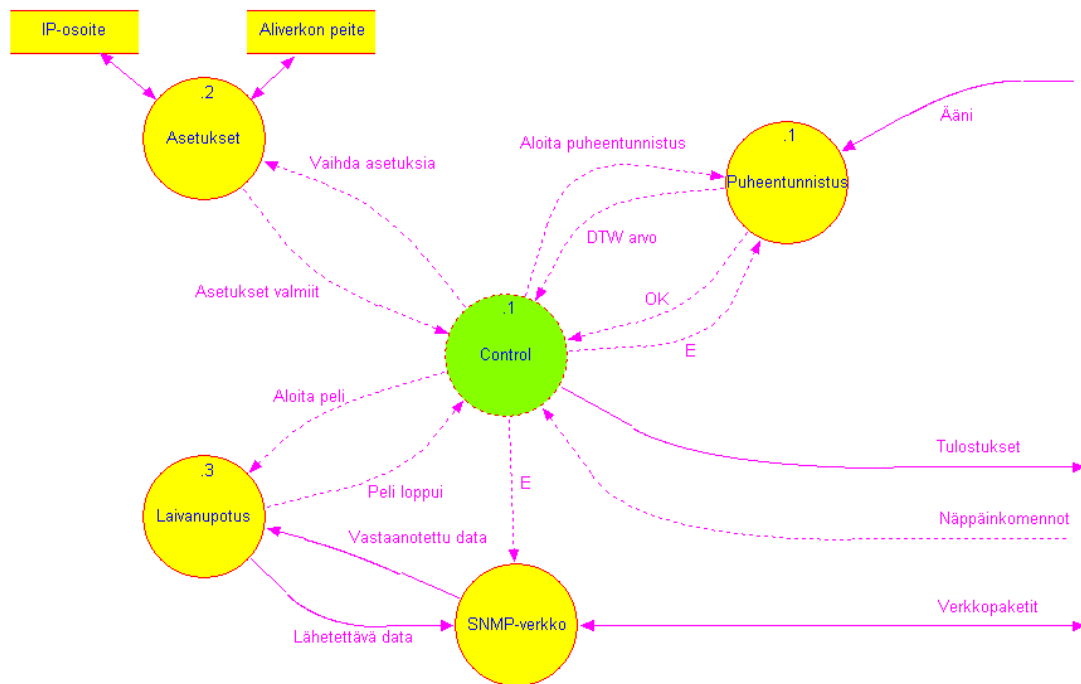 IP-osoite
Aliverkon peite
.2
Asetukset
.1
Puheentunnistus
Ääni
Aloita puheentunnistus
Vaihda asetuksia
DTW arvo
Asetukset valmiit
OK
E
.1
Control
Aloita peli
Tulostukset
.3
Laivanupotus
Peli loppui
E
Näppäinkomennot
Vastaanotettu data
SNMP-verkko
Verkkopaketit
Lähetettävä data